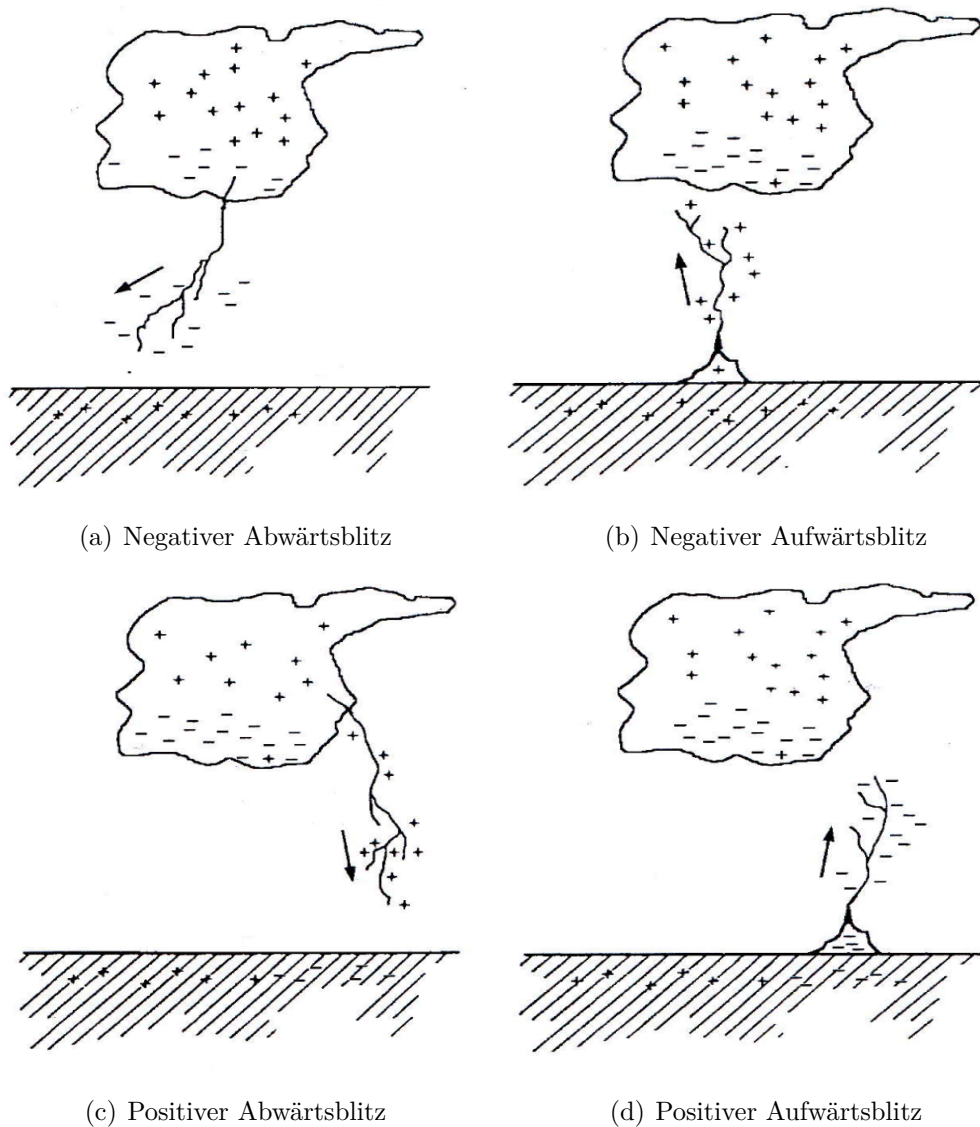 (a) Negativer Abwärtsblitz
(b) Negativer Aufwärtsblitz
(c) Positiver Abwärtsblitz
(d) Positiver Aufwärtsblitz